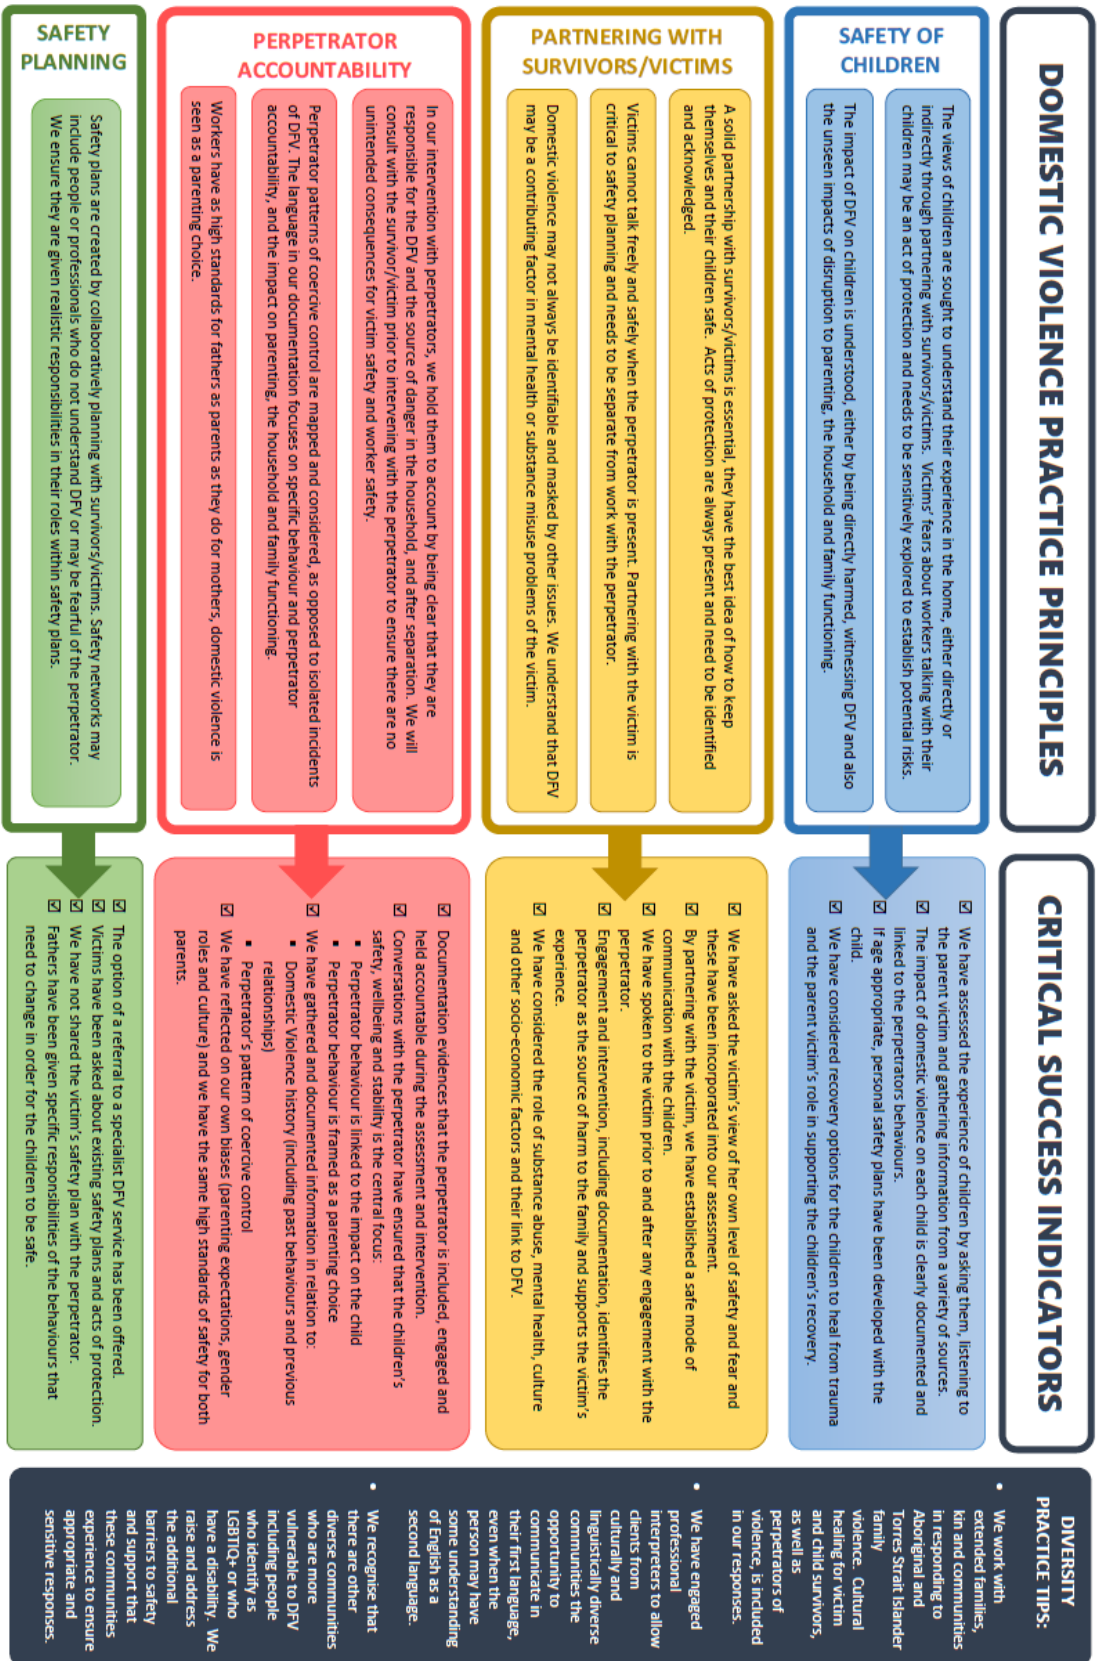 DOMESTIC VIOLENCE PRACTICE PRINCIPLES
CRITICAL SUCCESS INDICATORS
SAFETY OF
CHILDREN
The views of children are sought to understand their experience in the home, either directly or
indirectly through partnering with survivors/victims.  Victims' fears about workers talking with their
children may be an act of protection and needs to be sensitively explored to establish potential risks.
The impact of DFV on children is understood, either by being directly harmed, witnessing DFV and also
the unseen impacts of disruption to parenting, the household and family functioning.
☑ We have assessed the experience of children by asking them, listening to
the parent victim and gathering information from a variety of sources.
☑ The impact of domestic violence on each child is clearly documented and
linked to the perpetrators behaviours.
☑ If age appropriate, personal safety plans have been developed with the
child.
☑ We have considered recovery options for the children to heal from trauma
and the parent victim's role in supporting the children's recovery.
PARTNERING WITH
SURVIVORS/VICTIMS
A solid partnership with survivors/victims is essential, they have the best idea of how to keep
themselves and their children safe.  Acts of protection are always present and need to be identified
and acknowledged.
Victims cannot talk freely and safely when the perpetrator is present. Partnering with the victim is
critical to safety planning and needs to be separate from work with the perpetrator.
Domestic violence may not always be identifiable and masked by other issues. We understand that DFV
may be a contributing factor in mental health or substance misuse problems of the victim.
☑ We have asked the victim's view of her own level of safety and fear and
these have been incorporated into our assessment.
☑ By partnering with the victim, we have established a safe mode of
communication with the children.
☑ We have spoken to the victim prior to and after any engagement with the
perpetrator.
☑ Engagement and intervention, including documentation, identifies the
perpetrator as the source of harm to the family and supports the victim's
experience.
☑ We have considered the role of substance abuse, mental health, culture
and other socio-economic factors and their link to DFV.
PERPETRATOR
ACCOUNTABILITY
In our intervention with perpetrators, we hold them to account by being clear that they are
responsible for the DFV and the source of danger in the household, and after separation. We will
consult with the survivor/victim prior to intervening with the perpetrator to ensure there are no
unintended consequences for victim safety and worker safety.
Perpetrator patterns of coercive control are mapped and considered, as opposed to isolated incidents
of DFV. The language in our documentation focuses on specific behaviour and perpetrator
accountability, and the impact on parenting, the household and family functioning.
Workers have as high standards for fathers as parents as they do for mothers, domestic violence is
seen as a parenting choice.
☑ Documentation evidences that the perpetrator is included, engaged and
held accountable during the assessment and intervention.
☑ Conversations with the perpetrator have ensured that the children's
safety, wellbeing and stability is the central focus:
▪ Perpetrator behaviour is linked to the impact on the child
▪ Perpetrator behaviour is framed as a parenting choice
☑ We have gathered and documented information in relation to:
▪ Domestic Violence history (including past behaviours and previous
relationships)
▪ Perpetrator's pattern of coercive control
☑ We have reflected on our own biases (parenting expectations, gender
roles and culture) and we have the same high standards of safety for both
parents.
SAFETY
PLANNING
Safety plans are created by collaboratively planning with survivors/victims. Safety networks may
include people or professionals who do not understand DFV or may be fearful of the perpetrator.
We ensure they are given realistic responsibilities in their roles within safety plans.
☑ The option of a referral to a specialist DFV service has been offered.
☑ Victims have been asked about existing safety plans and acts of protection.
☑ We have not shared the victim's safety plan with the perpetrator.
☑ Fathers have been given specific responsibilities of the behaviours that
need to change in order for the children to be safe.
DIVERSITY
PRACTICE TIPS:
• We work with
extended families,
kin and communities
in responding to
Aboriginal and
Torres Strait Islander
family
violence.  Cultural
healing for victim
and child survivors,
as well as
perpetrators of
violence, is included
in our responses.
• We have engaged
professional
interpreters to allow
clients from
culturally and
linguistically diverse
communities the
opportunity to
communicate in
their first language,
even when the
person may have
some understanding
of English as a
second language.
• We recognise that
there are other
diverse communities
who are more
vulnerable to DFV
including people
who identify as
LGBTIQ+ or who
have a disability.  We
raise and address
the additional
barriers to safety
and support that
these communities
experience to ensure
appropriate and
sensitive responses.